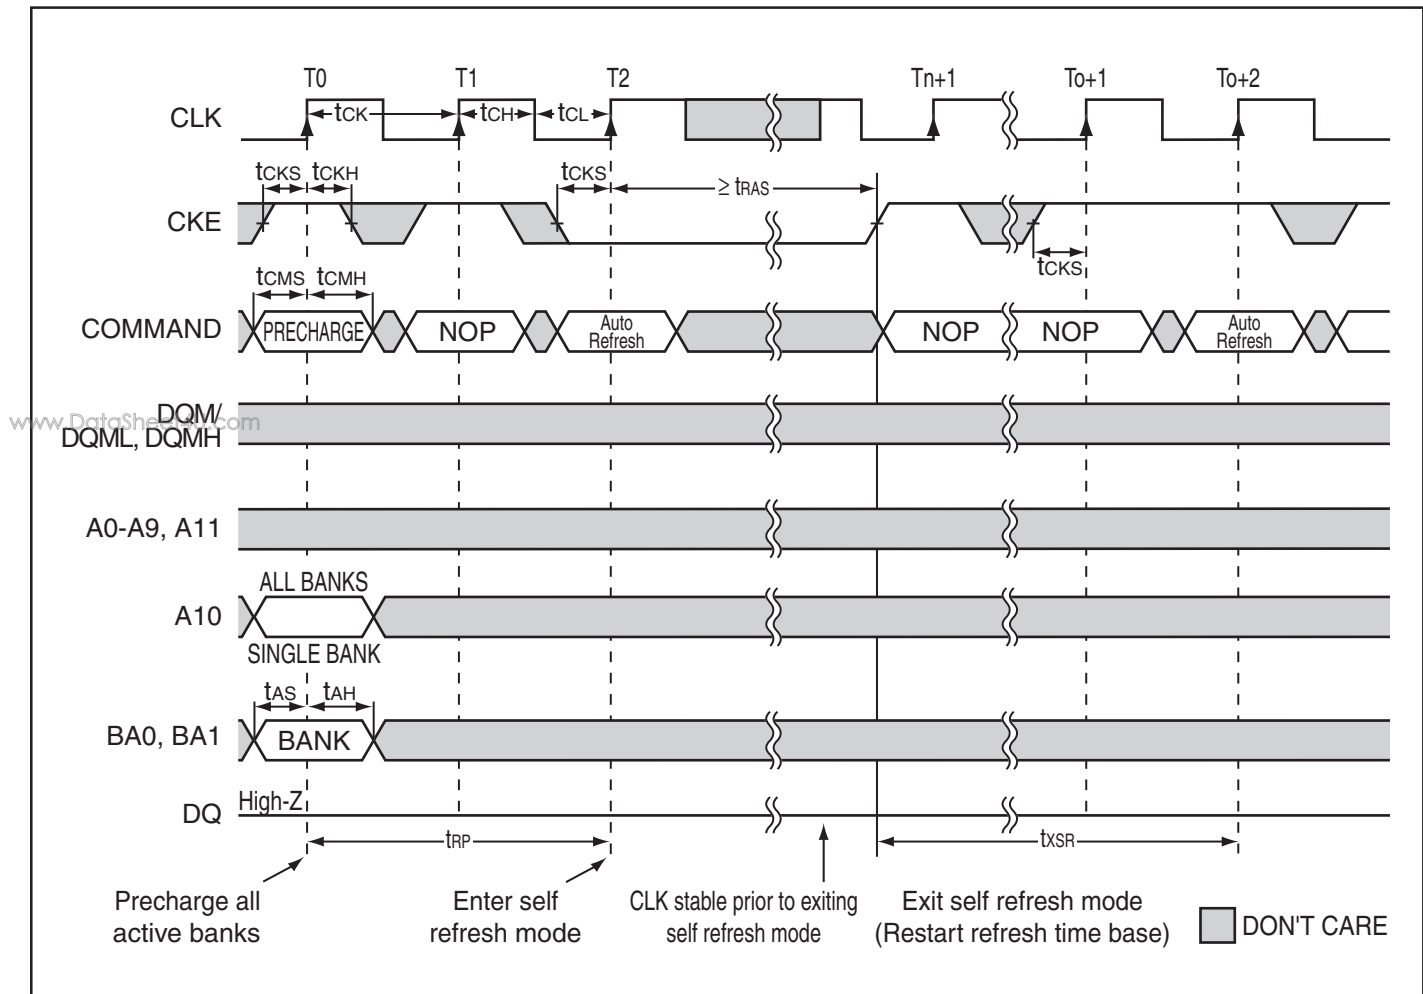 T0 T1 T2 Tn+1 To+1 To+2
CLK tCK tCH tCL
tCKS tCKH tCKS ≥ tRAS
CKE
tCKS
tCMS tCMH
COMMAND PRECHARGE NOP Auto Refresh NOP NOP Auto Refresh
www.DataSheet4U.com
DQM/
DQML, DQMH
A0-A9, A11
ALL BANKS
A10
SINGLE BANK
tAS tAH
BA0, BA1 BANK
DQ High-Z
tRP tXSR
Precharge all
active banks
Enter self
refresh mode
CLK stable prior to exiting
self refresh mode
Exit self refresh mode
(Restart refresh time base)
DON'T CARE